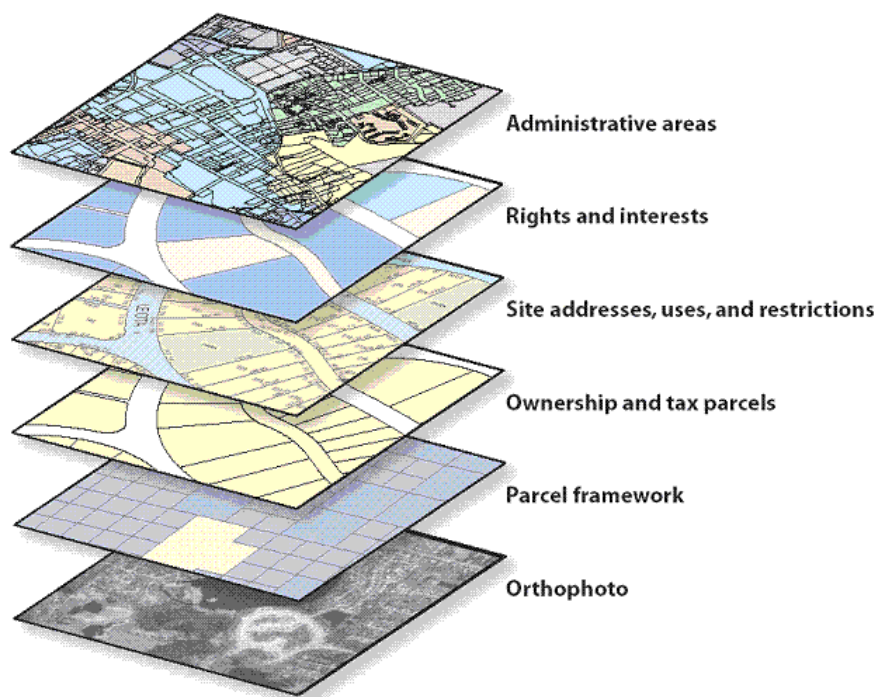 Administrative areas
Rights and interests
Site addresses, uses, and restrictions
Ownership and tax parcels
Parcel framework
Orthophoto